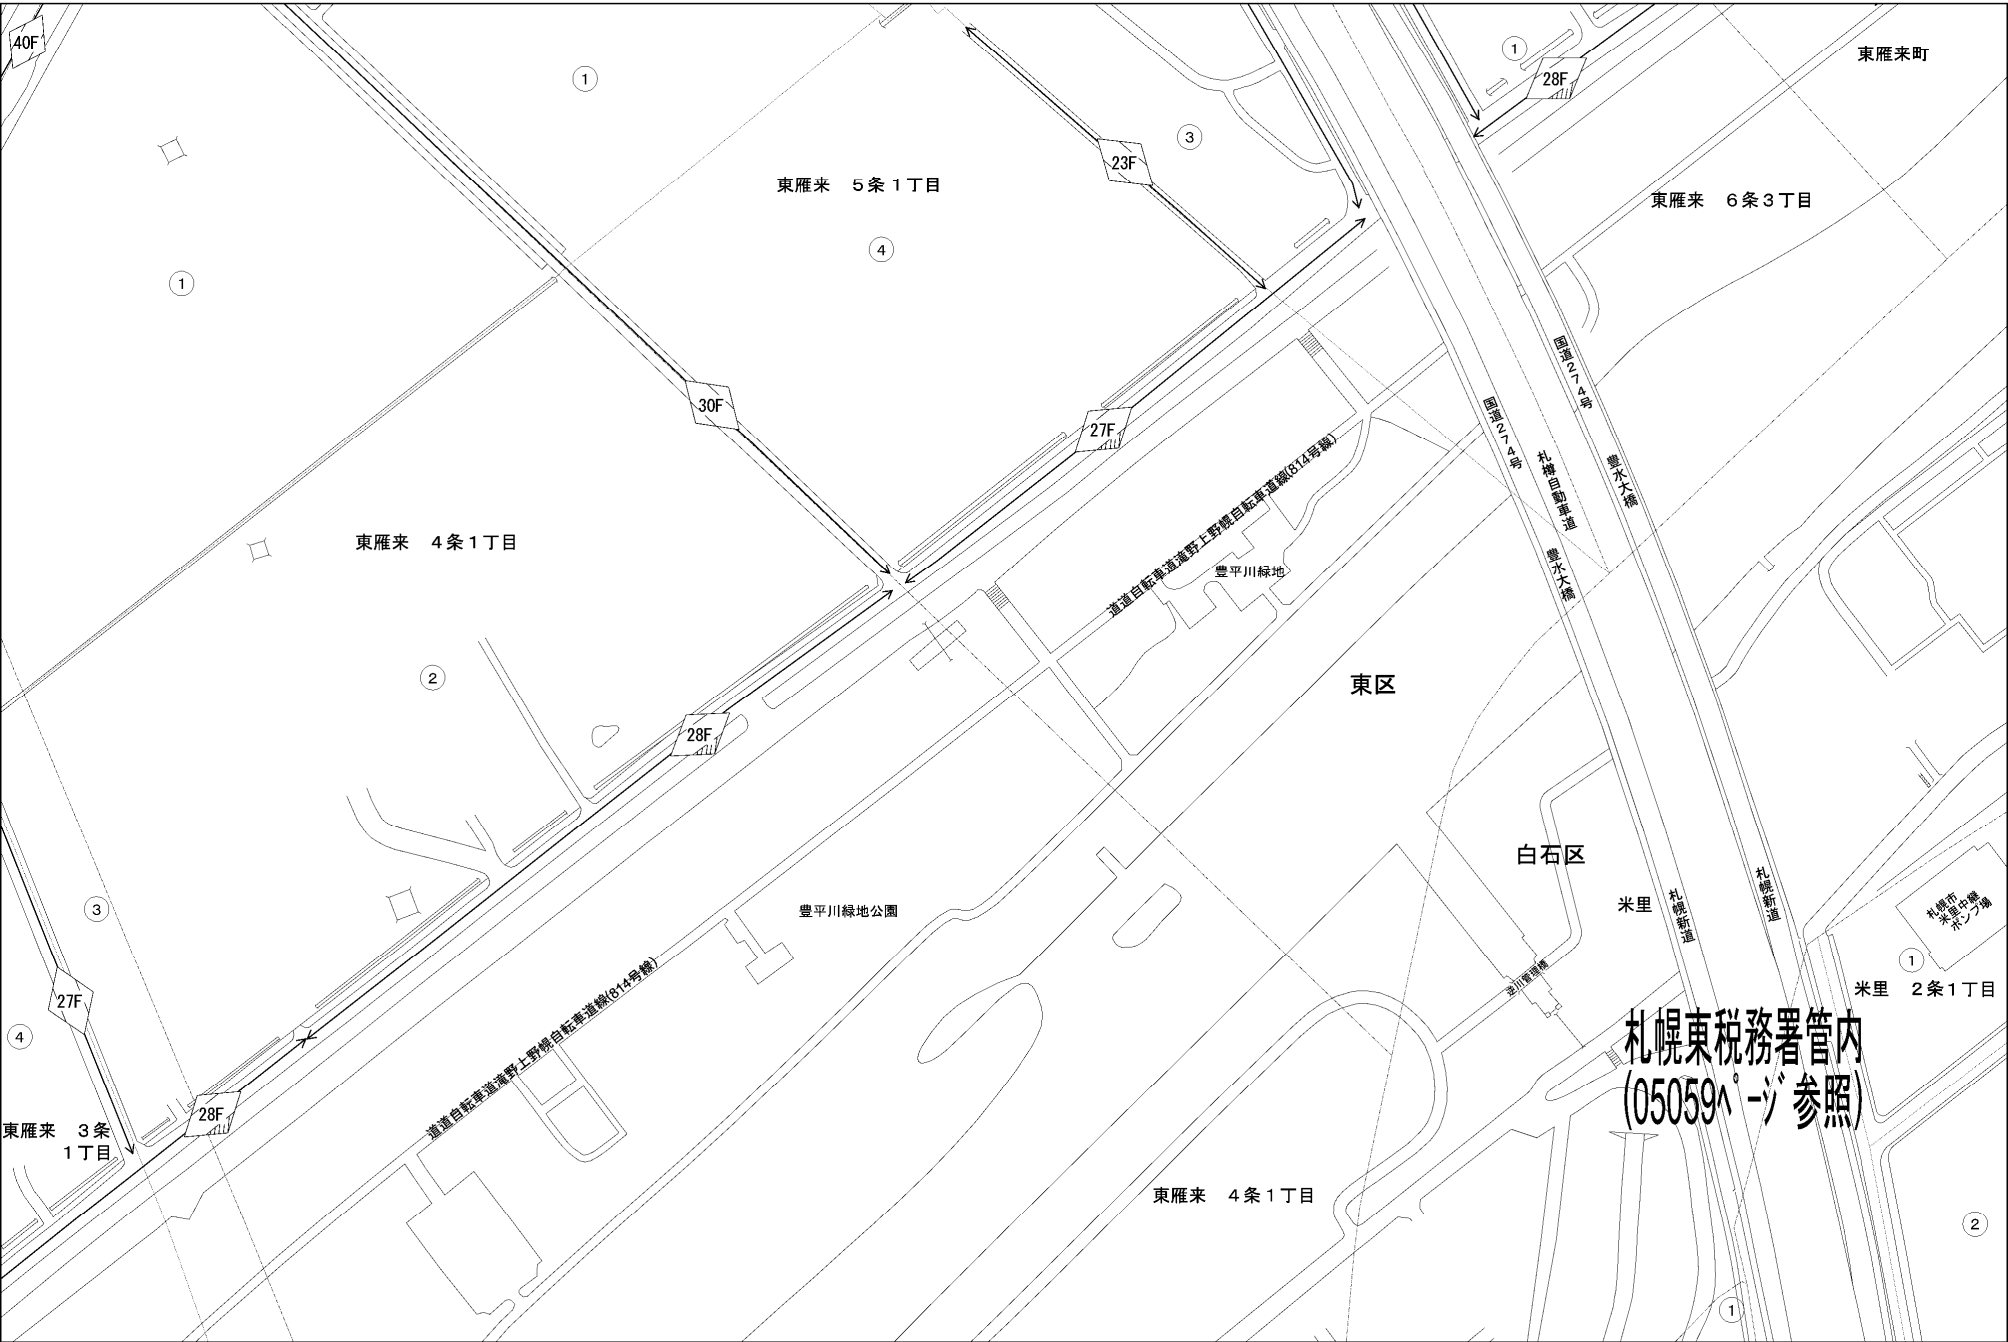 40F
①
①
28F
東雁来町
③
23F
東雁来 5条1丁目
東雁来 6条3丁目
④
①
国道274号
国道274号
30F
27F
札樽自動車道
豊水大橋
豊水大橋
道道自転車道滝野上野幌自転車道線(814号線)
豊平川緑地
東雁来 4条1丁目
②
東区
28F
白石区
米里
札幌新道
札幌新道
札幌市
米里中継
ポンプ場
③
豊平川緑地公園
①
米里 2条1丁目
逆川管理橋
27F
④
道道自転車道滝野上野幌自転車道線(814号線)
札幌東税務署管内
(05059ページ参照)
28F
東雁来 3条
1丁目
東雁来 4条1丁目
②
①